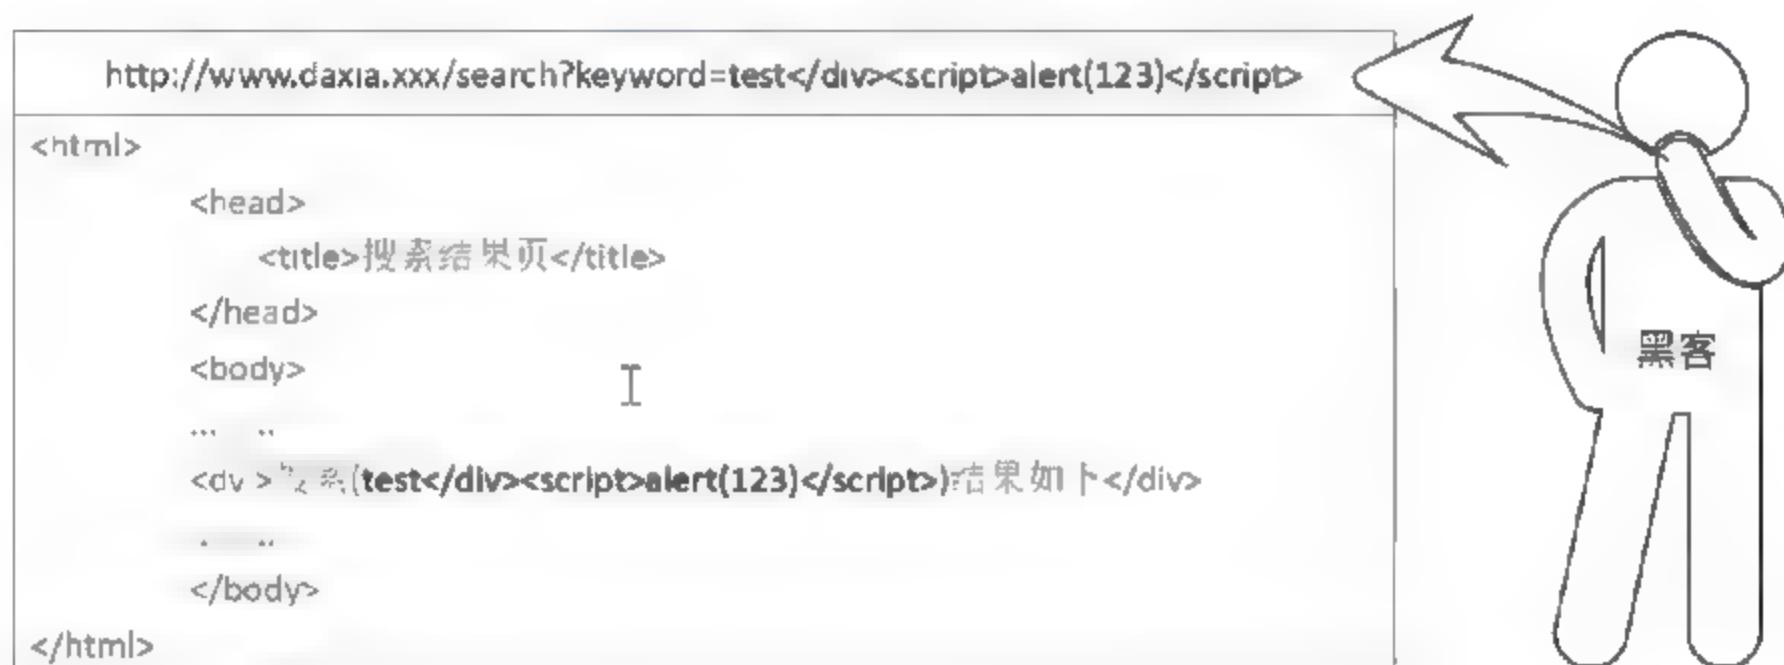 http://www.daxia.xxx/search?keyword=test</div><script>alert(123)</script>
<html>
<head>
<title>搜索结果页</title>
</head>
<body>
... ..
<div>搜索(test</div><script>alert(123)</script>)结果如下</div>
. ..
</body>
</html>
黑客